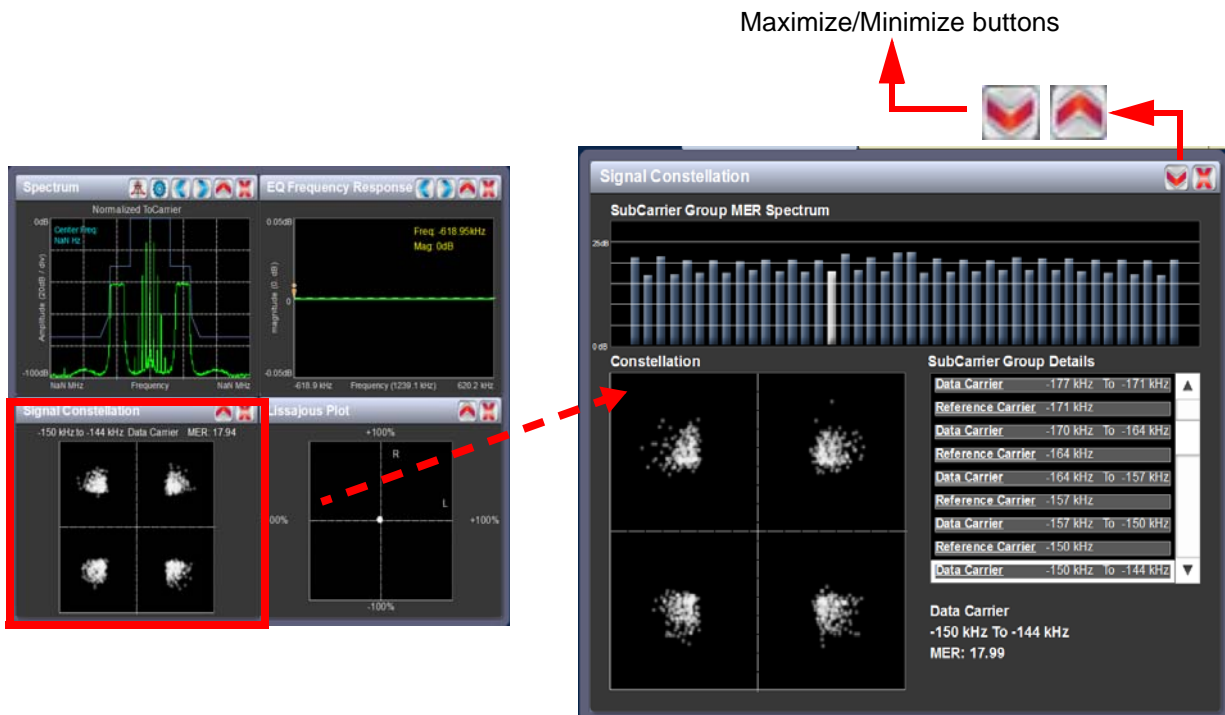 Maximize/Minimize buttons
Spectrum
Normalized ToCarrier
0dB
Center Freq:
NaN Hz
Amplitude (20dB / div)
-100dB
NaN MHz
Frequency
NaN MHz
EQ Frequency Response
0.05dB
Freq: -618.95kHz
Mag: 0dB
0
-0.05dB
-618.9 kHz
Frequency (1239.1 kHz)
620.2 kHz
Signal Constellation
-150 kHz to -144 kHz Data Carrier MER: 17.94
Lissajous Plot
+100%
R
L
+100%
-100%
Signal Constellation
SubCarrier Group MER Spectrum
25dB
0 dB
Constellation
SubCarrier Group Details
Data Carrier -177 kHz To -171 kHz
Reference Carrier -171 kHz
Data Carrier -170 kHz To -164 kHz
Reference Carrier -164 kHz
Data Carrier -164 kHz To -157 kHz
Reference Carrier -157 kHz
Data Carrier -157 kHz To -150 kHz
Reference Carrier -150 kHz
Data Carrier -150 kHz To -144 kHz
Data Carrier
-150 kHz To -144 kHz
MER: 17.99